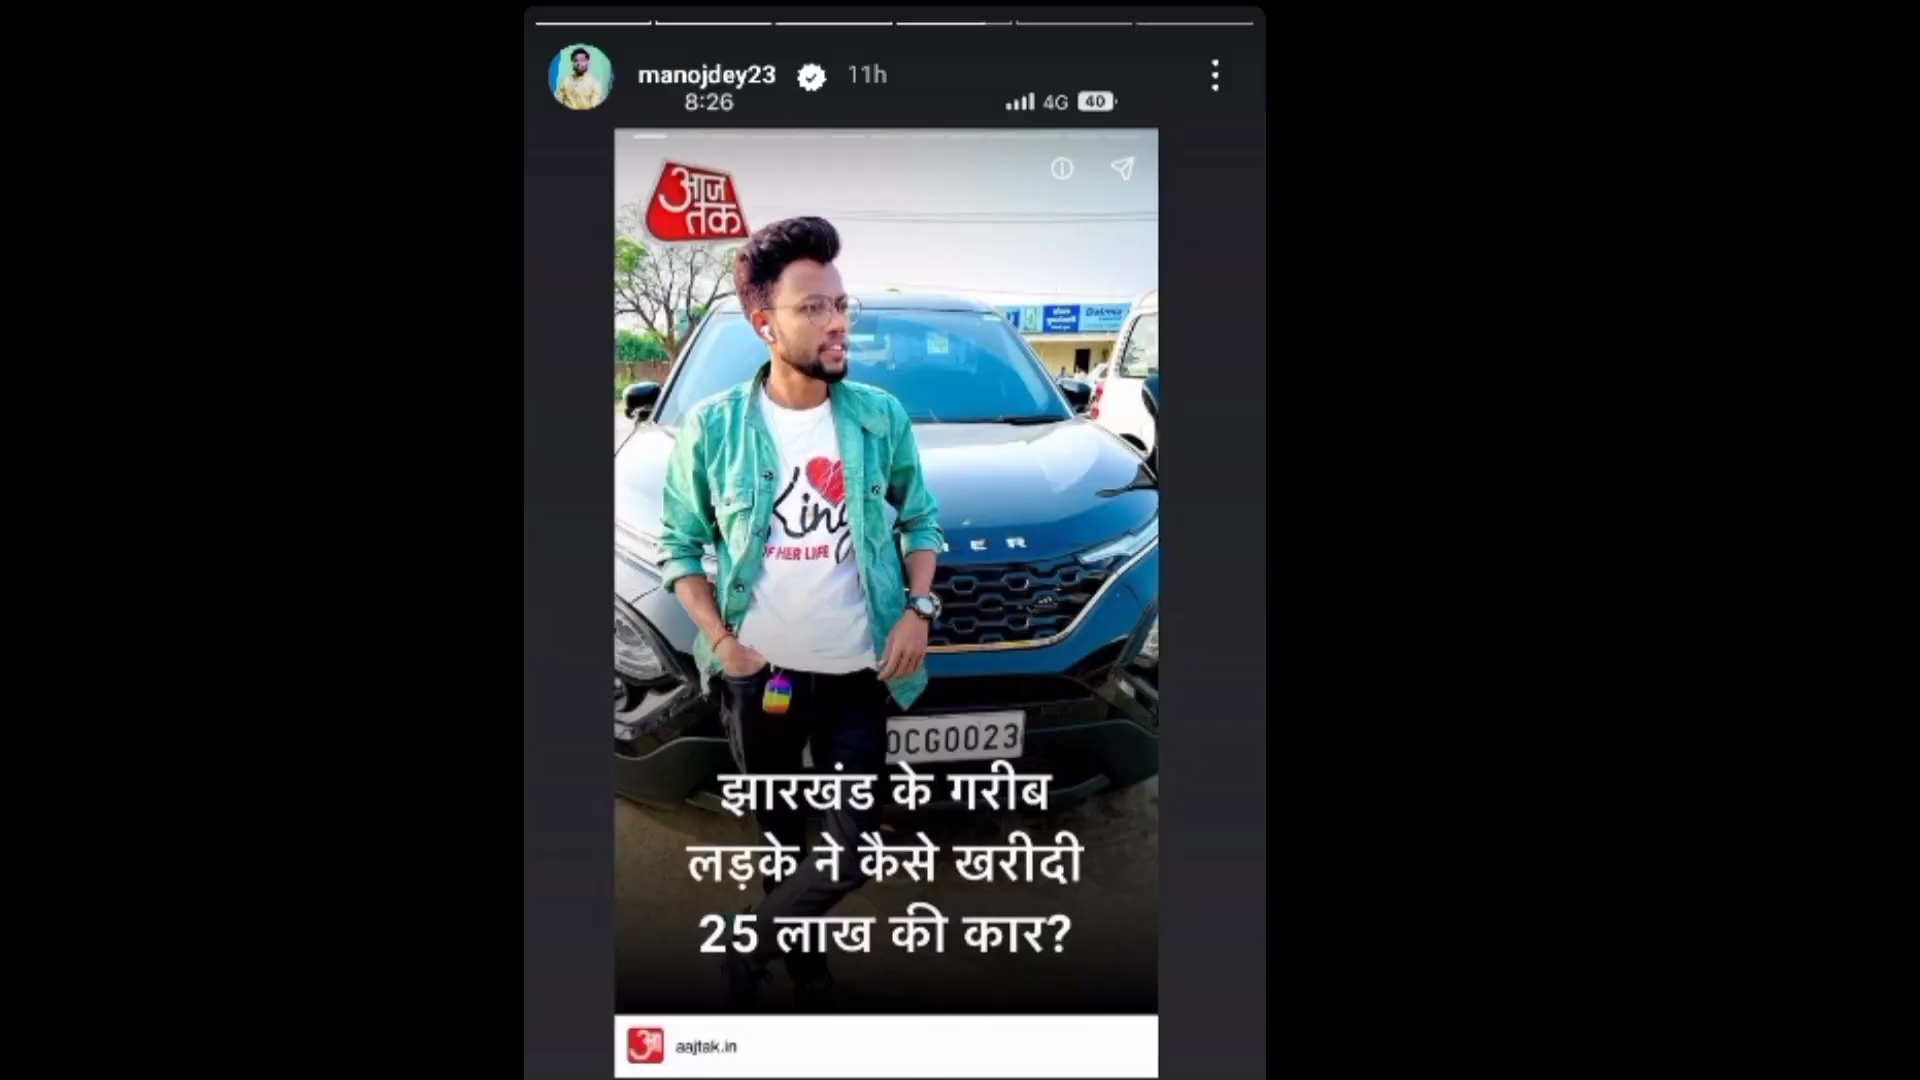 manojdey23 11h
8:26 4G 40
आज
तक
King
OF HER LIFE
H E R
0CG0023
झारखंड के गरीब
लड़के ने कैसे खरीदी
25 लाख की कार?
aajtak.in